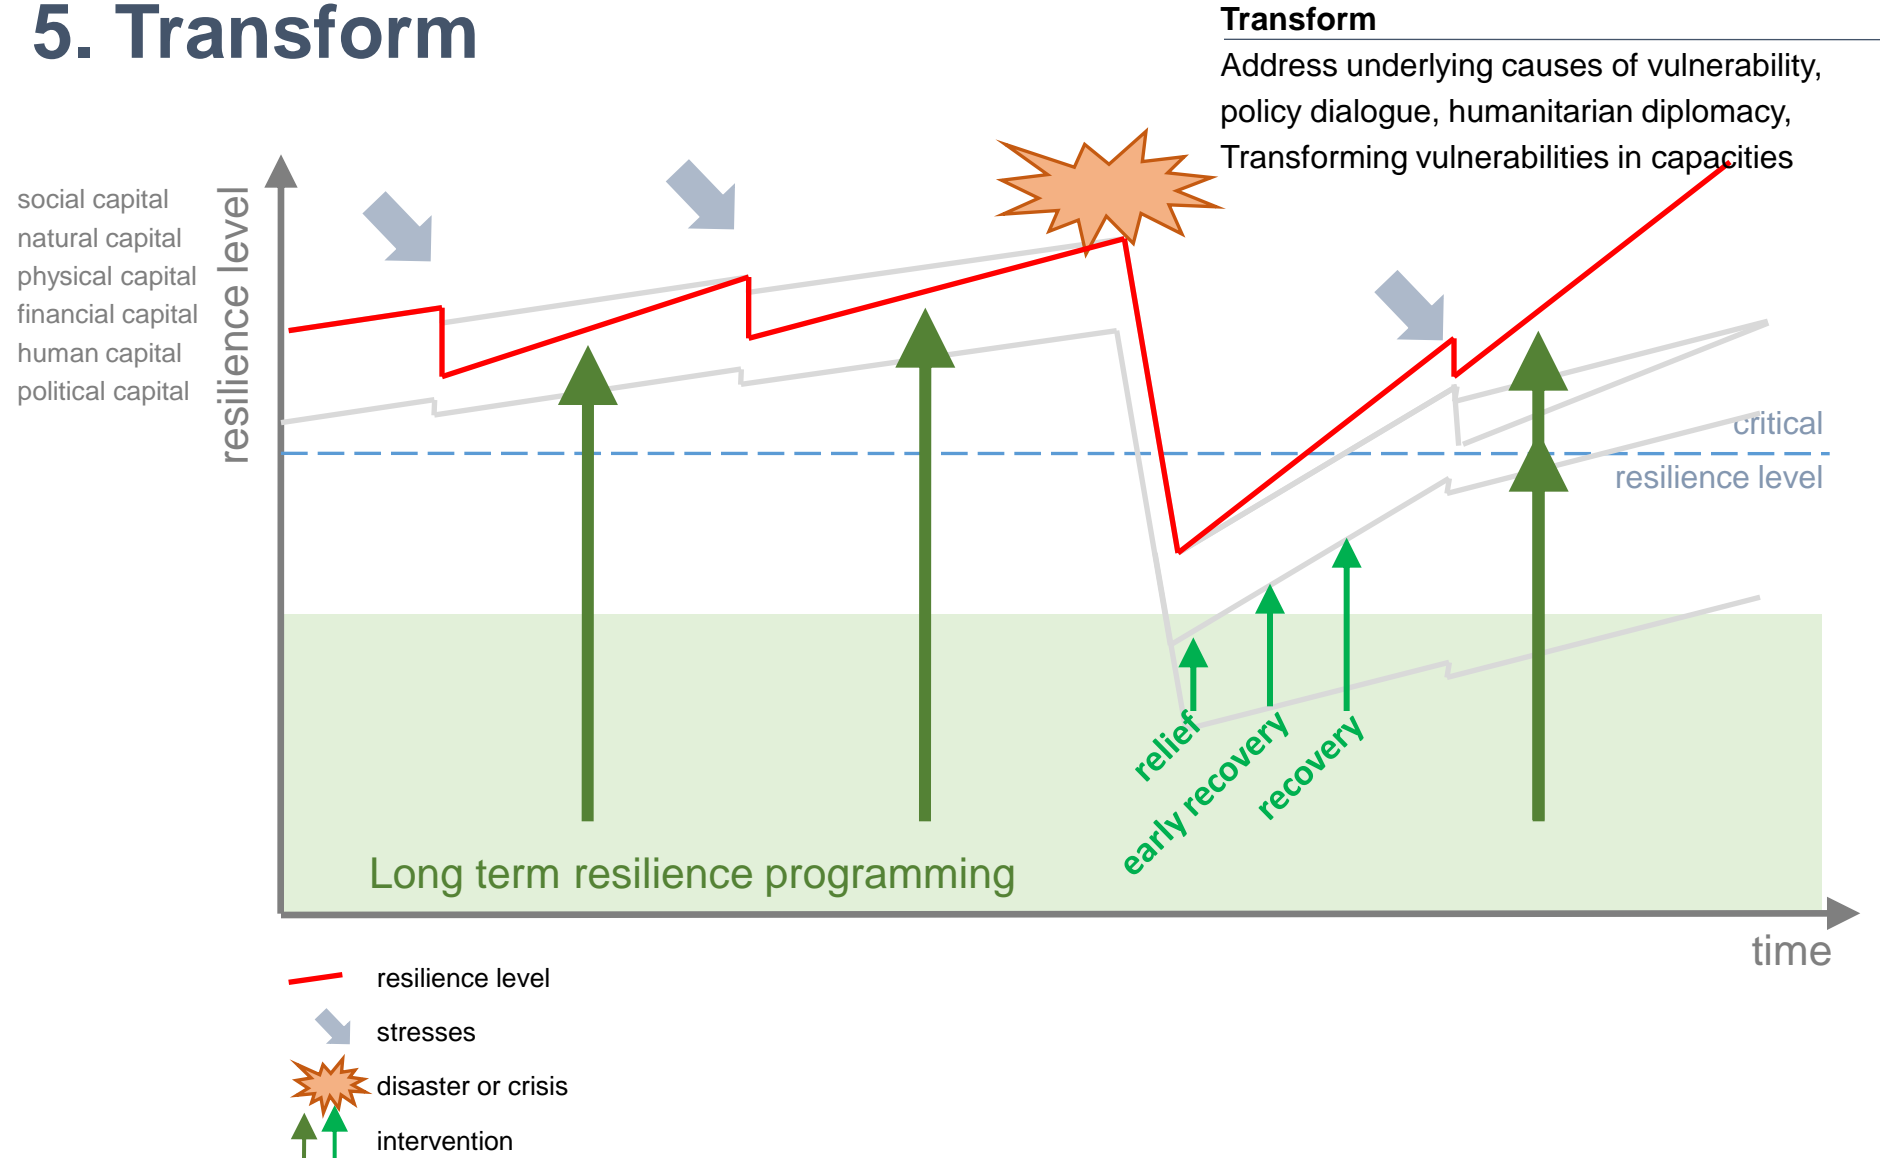 5. Transform
Transform
Address underlying causes of vulnerability,
policy dialogue, humanitarian diplomacy,
Transforming vulnerabilities in capacities
social capital
natural capital
physical capital
financial capital
human capital
political capital
resilience level
critical
resilience level
relief
early recovery
recovery
Long term resilience programming
time
resilience level
stresses
disaster or crisis
intervention